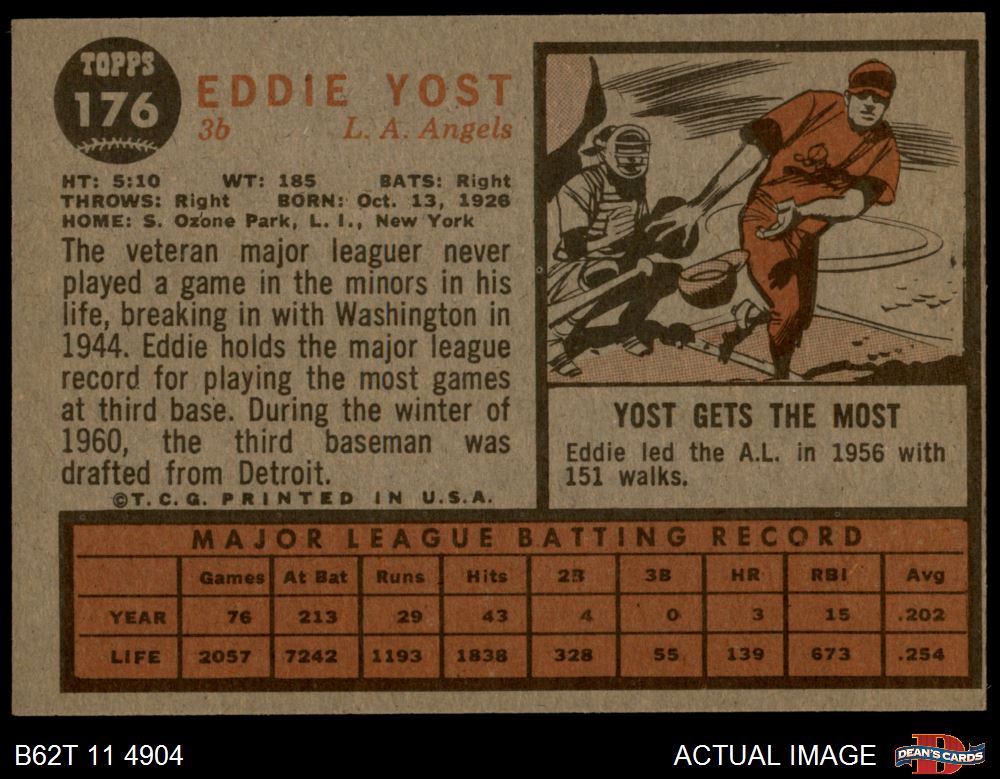 TOPPS
176
EDDIE YOST
3b L. A. Angels
HT: 5:10 WT: 185 BATS: Right
THROWS: Right BORN: Oct. 13, 1926
HOME: S. Ozone Park, L. I., New York
The veteran major leaguer never
played a game in the minors in his
life, breaking in with Washington in
1944. Eddie holds the major league
record for playing the most games
at third base. During the winter of
1960, the third baseman was
drafted from Detroit.
©T.C.G. PRINTED IN U.S.A.
YOST GETS THE MOST
Eddie led the A.L. in 1956 with
151 walks.
MAJOR LEAGUE BATTING RECORD
Games At Bat Runs Hits 2B 3B HR RBI Avg
YEAR 76 213 29 43 4 0 3 15 .202
LIFE 2057 7242 1193 1838 328 55 139 673 .254
B62T 11 4904 ACTUAL IMAGE DEAN'S CARDS